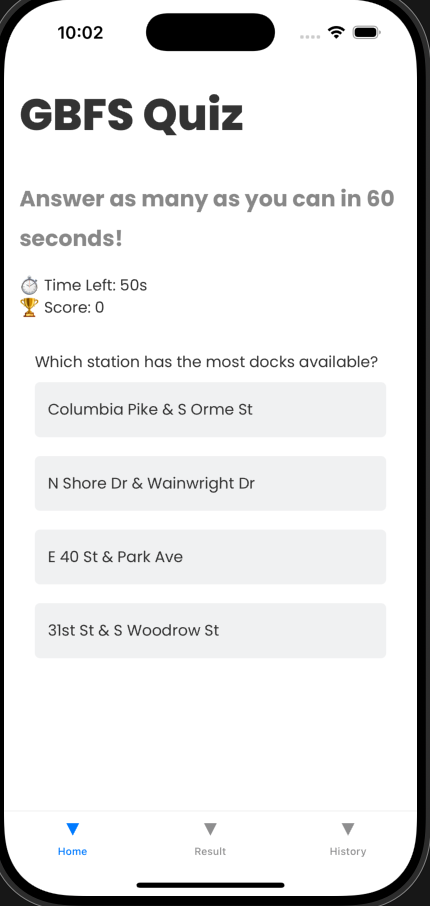 10:02
GBFS Quiz
Answer as many as you can in 60
seconds!
⏱️ Time Left: 50s
🏆 Score: 0
Which station has the most docks available?
Columbia Pike & S Orme St
N Shore Dr & Wainwright Dr
E 40 St & Park Ave
31st St & S Woodrow St
Home
Result
History